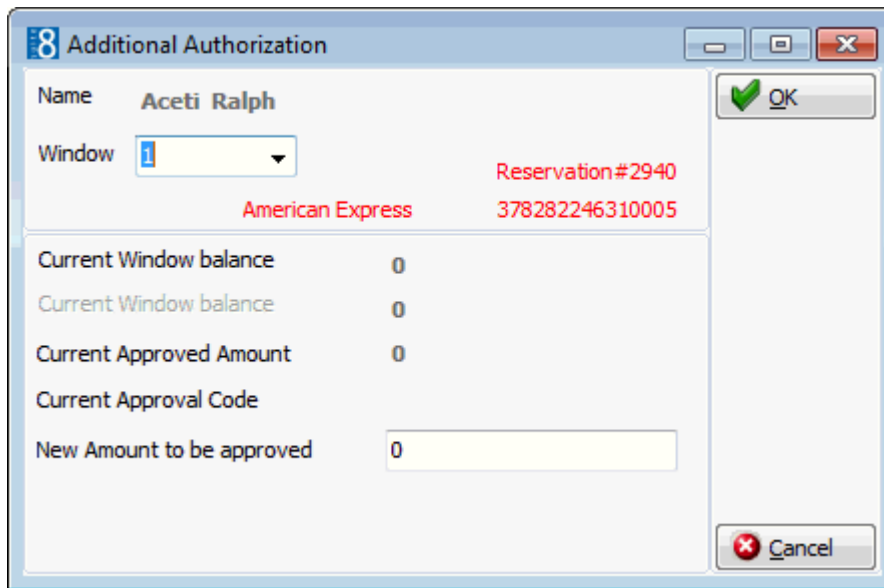 8 Additional Authorization
Name Aceti Ralph
OK
Window 1
Reservation#2940
American Express 378282246310005
Current Window balance 0
Current Window balance 0
Current Approved Amount 0
Current Approval Code
New Amount to be approved 0
Cancel